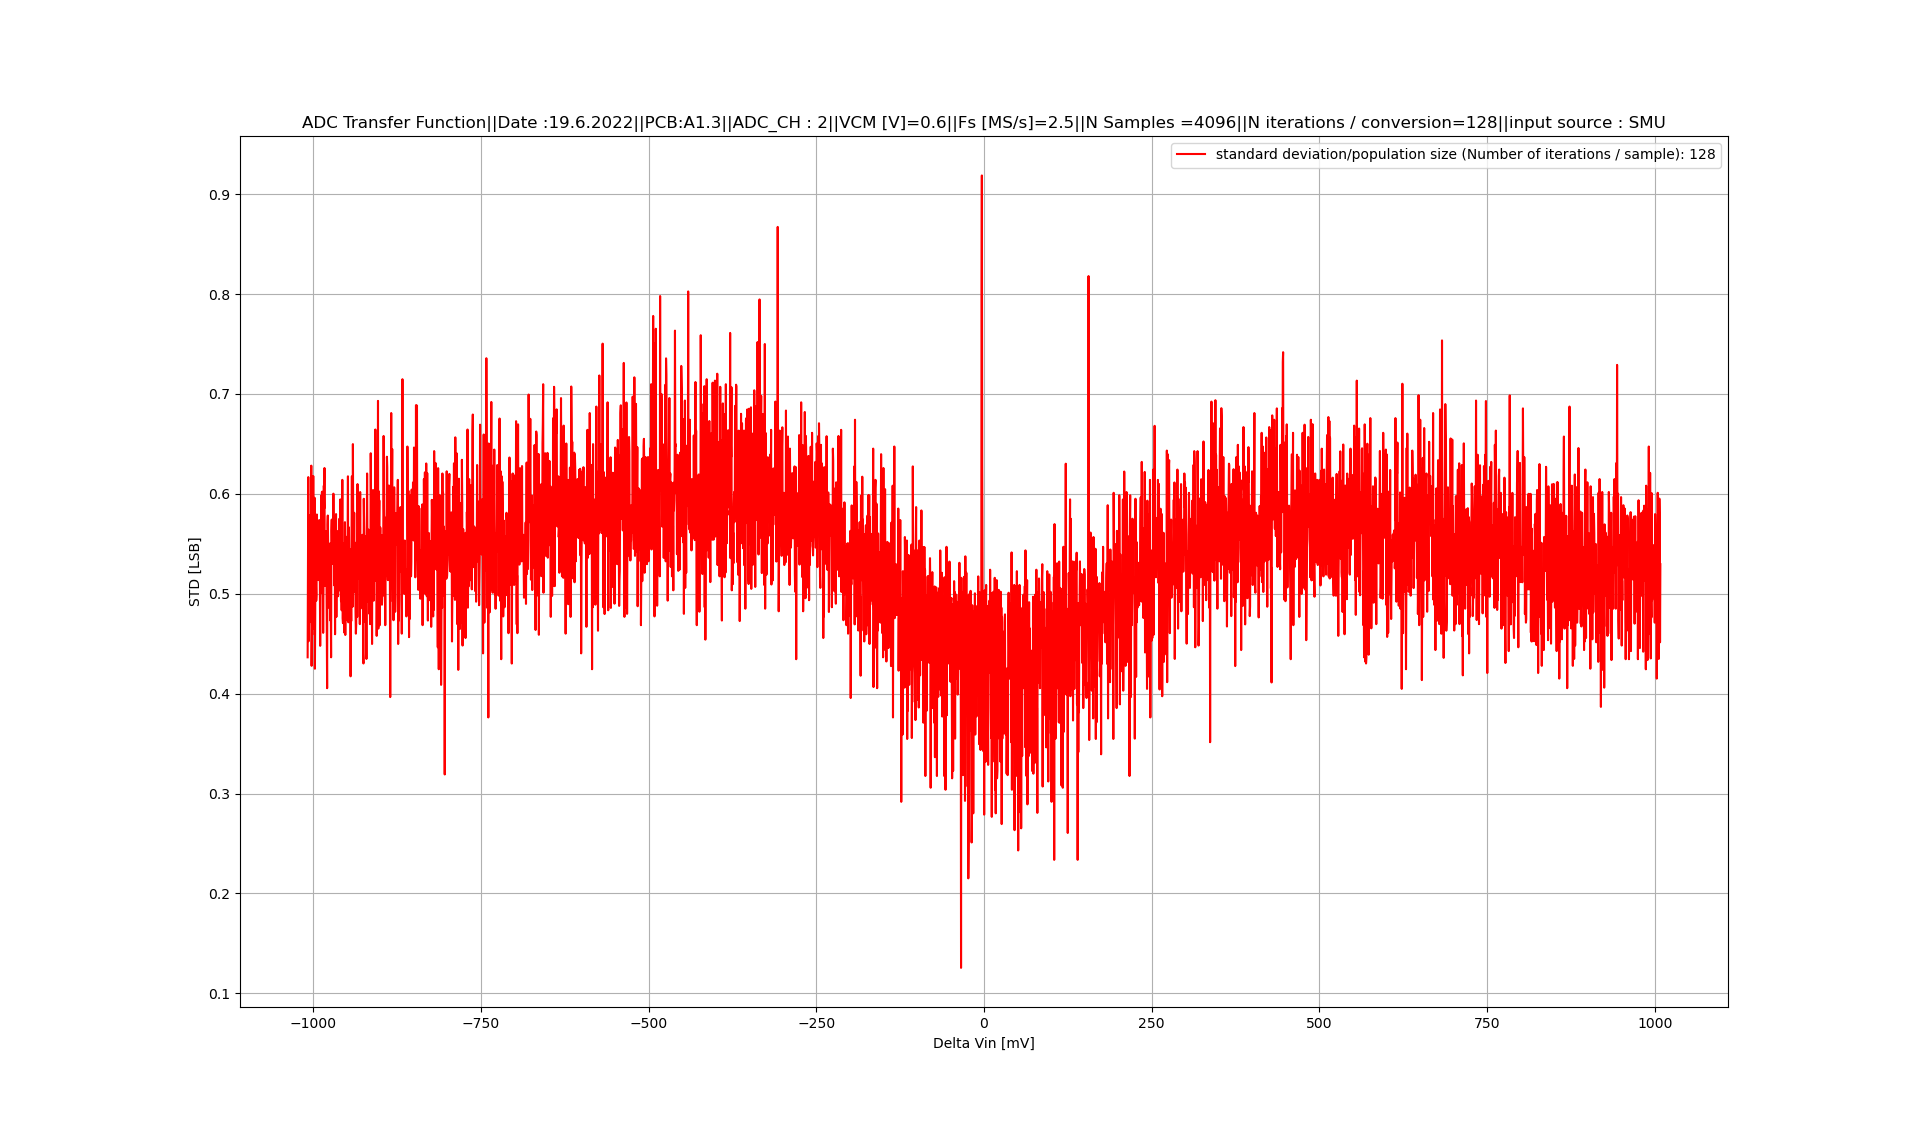 ADC Transfer Function||Date :19.6.2022||PCB:A1.3||ADC_CH : 2||VCM [V]=0.6||Fs [MS/s]=2.5||N Samples =4096||N iterations / conversion=128||input source : SMU
standard deviation/population size (Number of iterations / sample): 128
0.9
0.8
0.7
0.6
0.5
0.4
0.3
0.2
0.1
STD [LSB]
−1000 −750 −500 −250 0 250 500 750 1000
Delta Vin [mV]